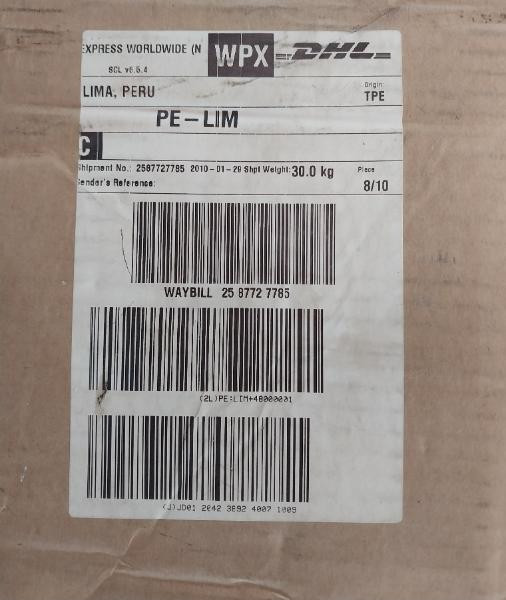 EXPRESS WORLDWIDE (N WPX DHL
SCL v6.5.4
LIMA, PERU
Origin:
TPE
PE-LIM
C
Shipment No.: 2587727785 2010-01-29 Shpt Weight: 30.0 kg
Piece
8/10
Sender's Reference:
WAYBILL 25 8772 7785
(2L)PE:LIM+48000001
(J)JD01 2042 3892 4007 1009